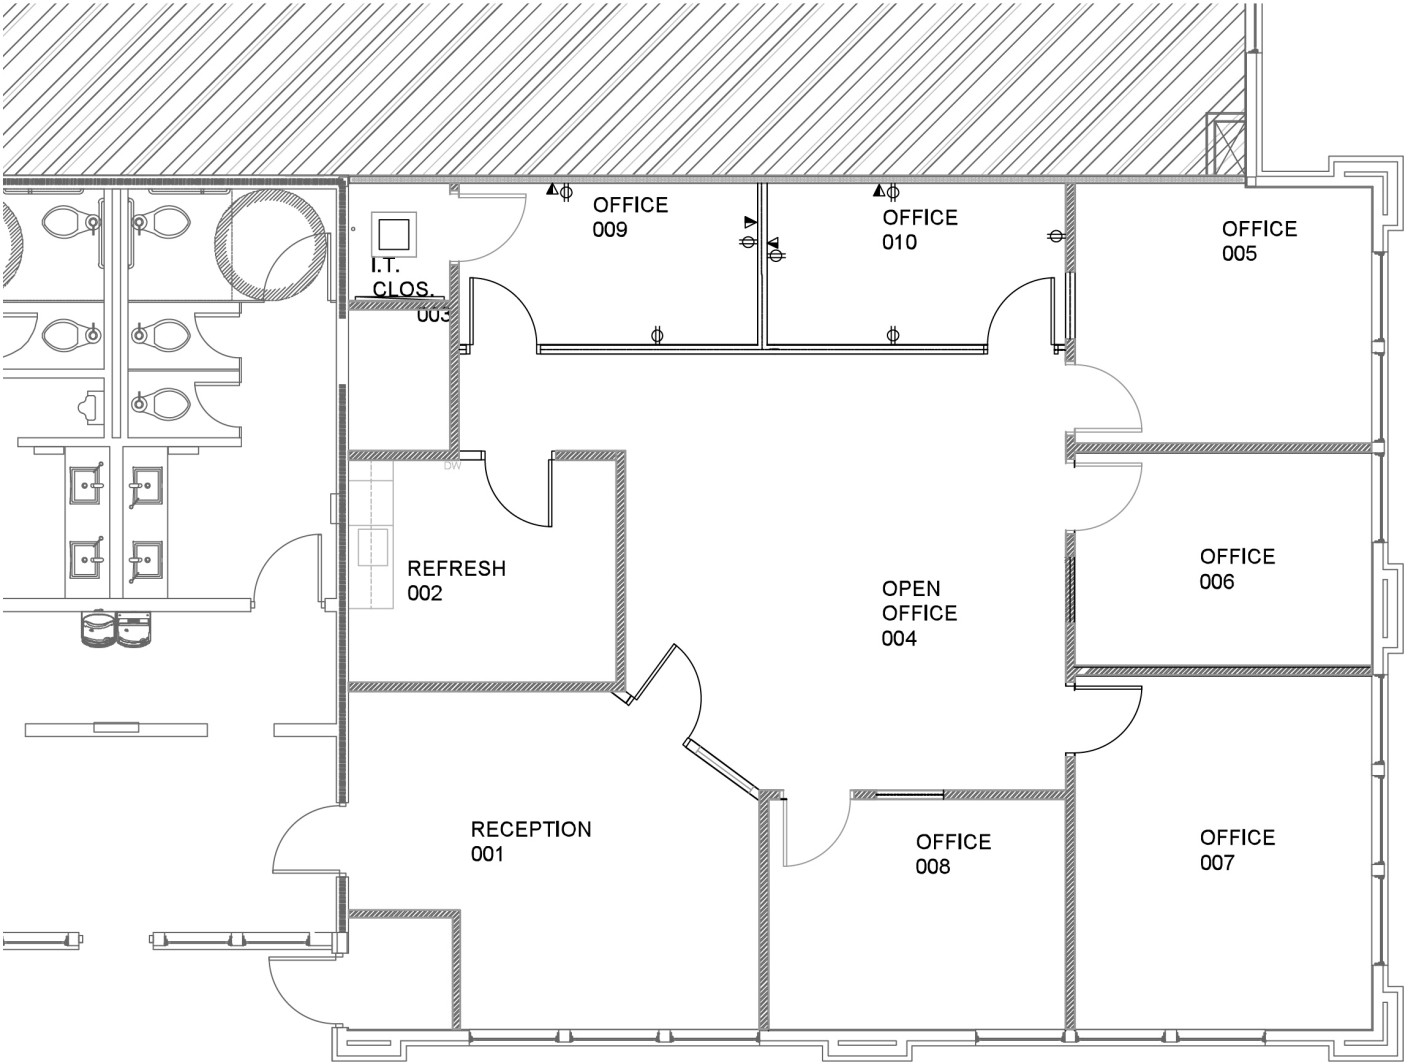 OFFICE
009
OFFICE
010
OFFICE
005
I.T.
CLOS.
003
DW
REFRESH
002
OFFICE
006
OPEN
OFFICE
004
RECEPTION
001
OFFICE
008
OFFICE
007